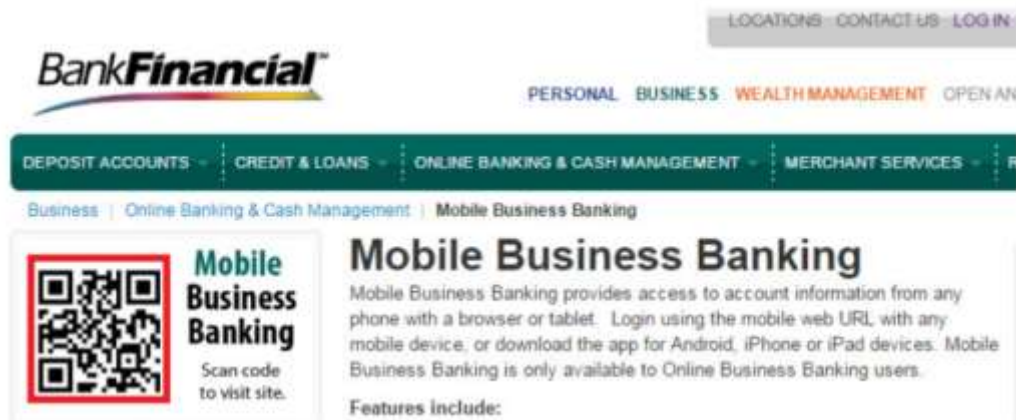 LOCATIONS CONTACT US LOG IN
BankFinancial™
PERSONAL BUSINESS WEALTH MANAGEMENT OPEN AN
DEPOSIT ACCOUNTS CREDIT & LOANS ONLINE BANKING & CASH MANAGEMENT MERCHANT SERVICES
Business | Online Banking & Cash Management | Mobile Business Banking
Mobile
Business
Banking
Scan code
to visit site.
Mobile Business Banking
Mobile Business Banking provides access to account information from any
phone with a browser or tablet. Login using the mobile web URL with any
mobile device, or download the app for Android, iPhone or iPad devices. Mobile
Business Banking is only available to Online Business Banking users.
Features include: